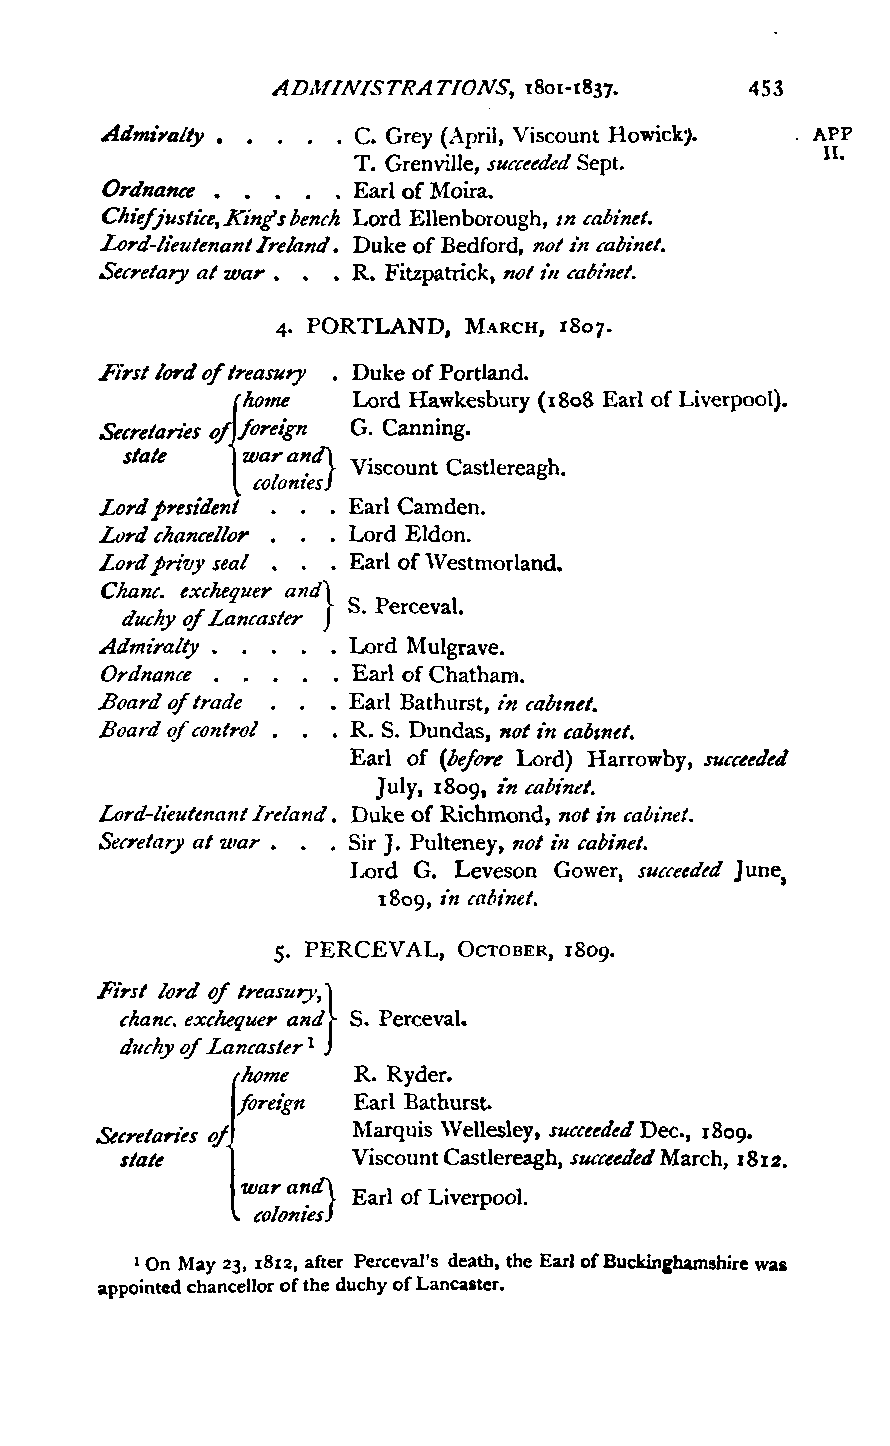 ADMINISTRATIONS, 1801-1837. 453
APP
II.
Admiralty . . . . . C. Grey (April, Viscount Howick).
T. Grenville, succeeded Sept.
Ordnance . . . . . Earl of Moira.
Chief justice, King's bench Lord Ellenborough, in cabinet.
Lord-lieutenant Ireland . Duke of Bedford, not in cabinet.
Secretary at war . . . R. Fitzpatrick, not in cabinet.
4. PORTLAND, MARCH, 1807.
First lord of treasury . Duke of Portland.
home Lord Hawkesbury (1808 Earl of Liverpool).
Secretaries of foreign G. Canning.
state war and
colonies Viscount Castlereagh.
Lord president . . . Earl Camden.
Lord chancellor . . . Lord Eldon.
Lord privy seal . . . Earl of Westmorland.
Chanc. exchequer and
duchy of Lancaster S. Perceval.
Admiralty . . . . . Lord Mulgrave.
Ordnance . . . . . Earl of Chatham.
Board of trade . . . Earl Bathurst, in cabinet.
Board of control . . . R. S. Dundas, not in cabinet.
Earl of (before Lord) Harrowby, succeeded
July, 1809, in cabinet.
Lord-lieutenant Ireland . Duke of Richmond, not in cabinet.
Secretary at war . . . Sir J. Pulteney, not in cabinet.
Lord G. Leveson Gower, succeeded June,
1809, in cabinet.
5. PERCEVAL, OCTOBER, 1809.
First lord of treasury,
chanc. exchequer and S. Perceval.
duchy of Lancaster 1
home R. Ryder.
foreign Earl Bathurst.
Secretaries of Marquis Wellesley, succeeded Dec., 1809.
state Viscount Castlereagh, succeeded March, 1812.
war and
colonies Earl of Liverpool.
1 On May 23, 1812, after Perceval's death, the Earl of Buckinghamshire was
appointed chancellor of the duchy of Lancaster.